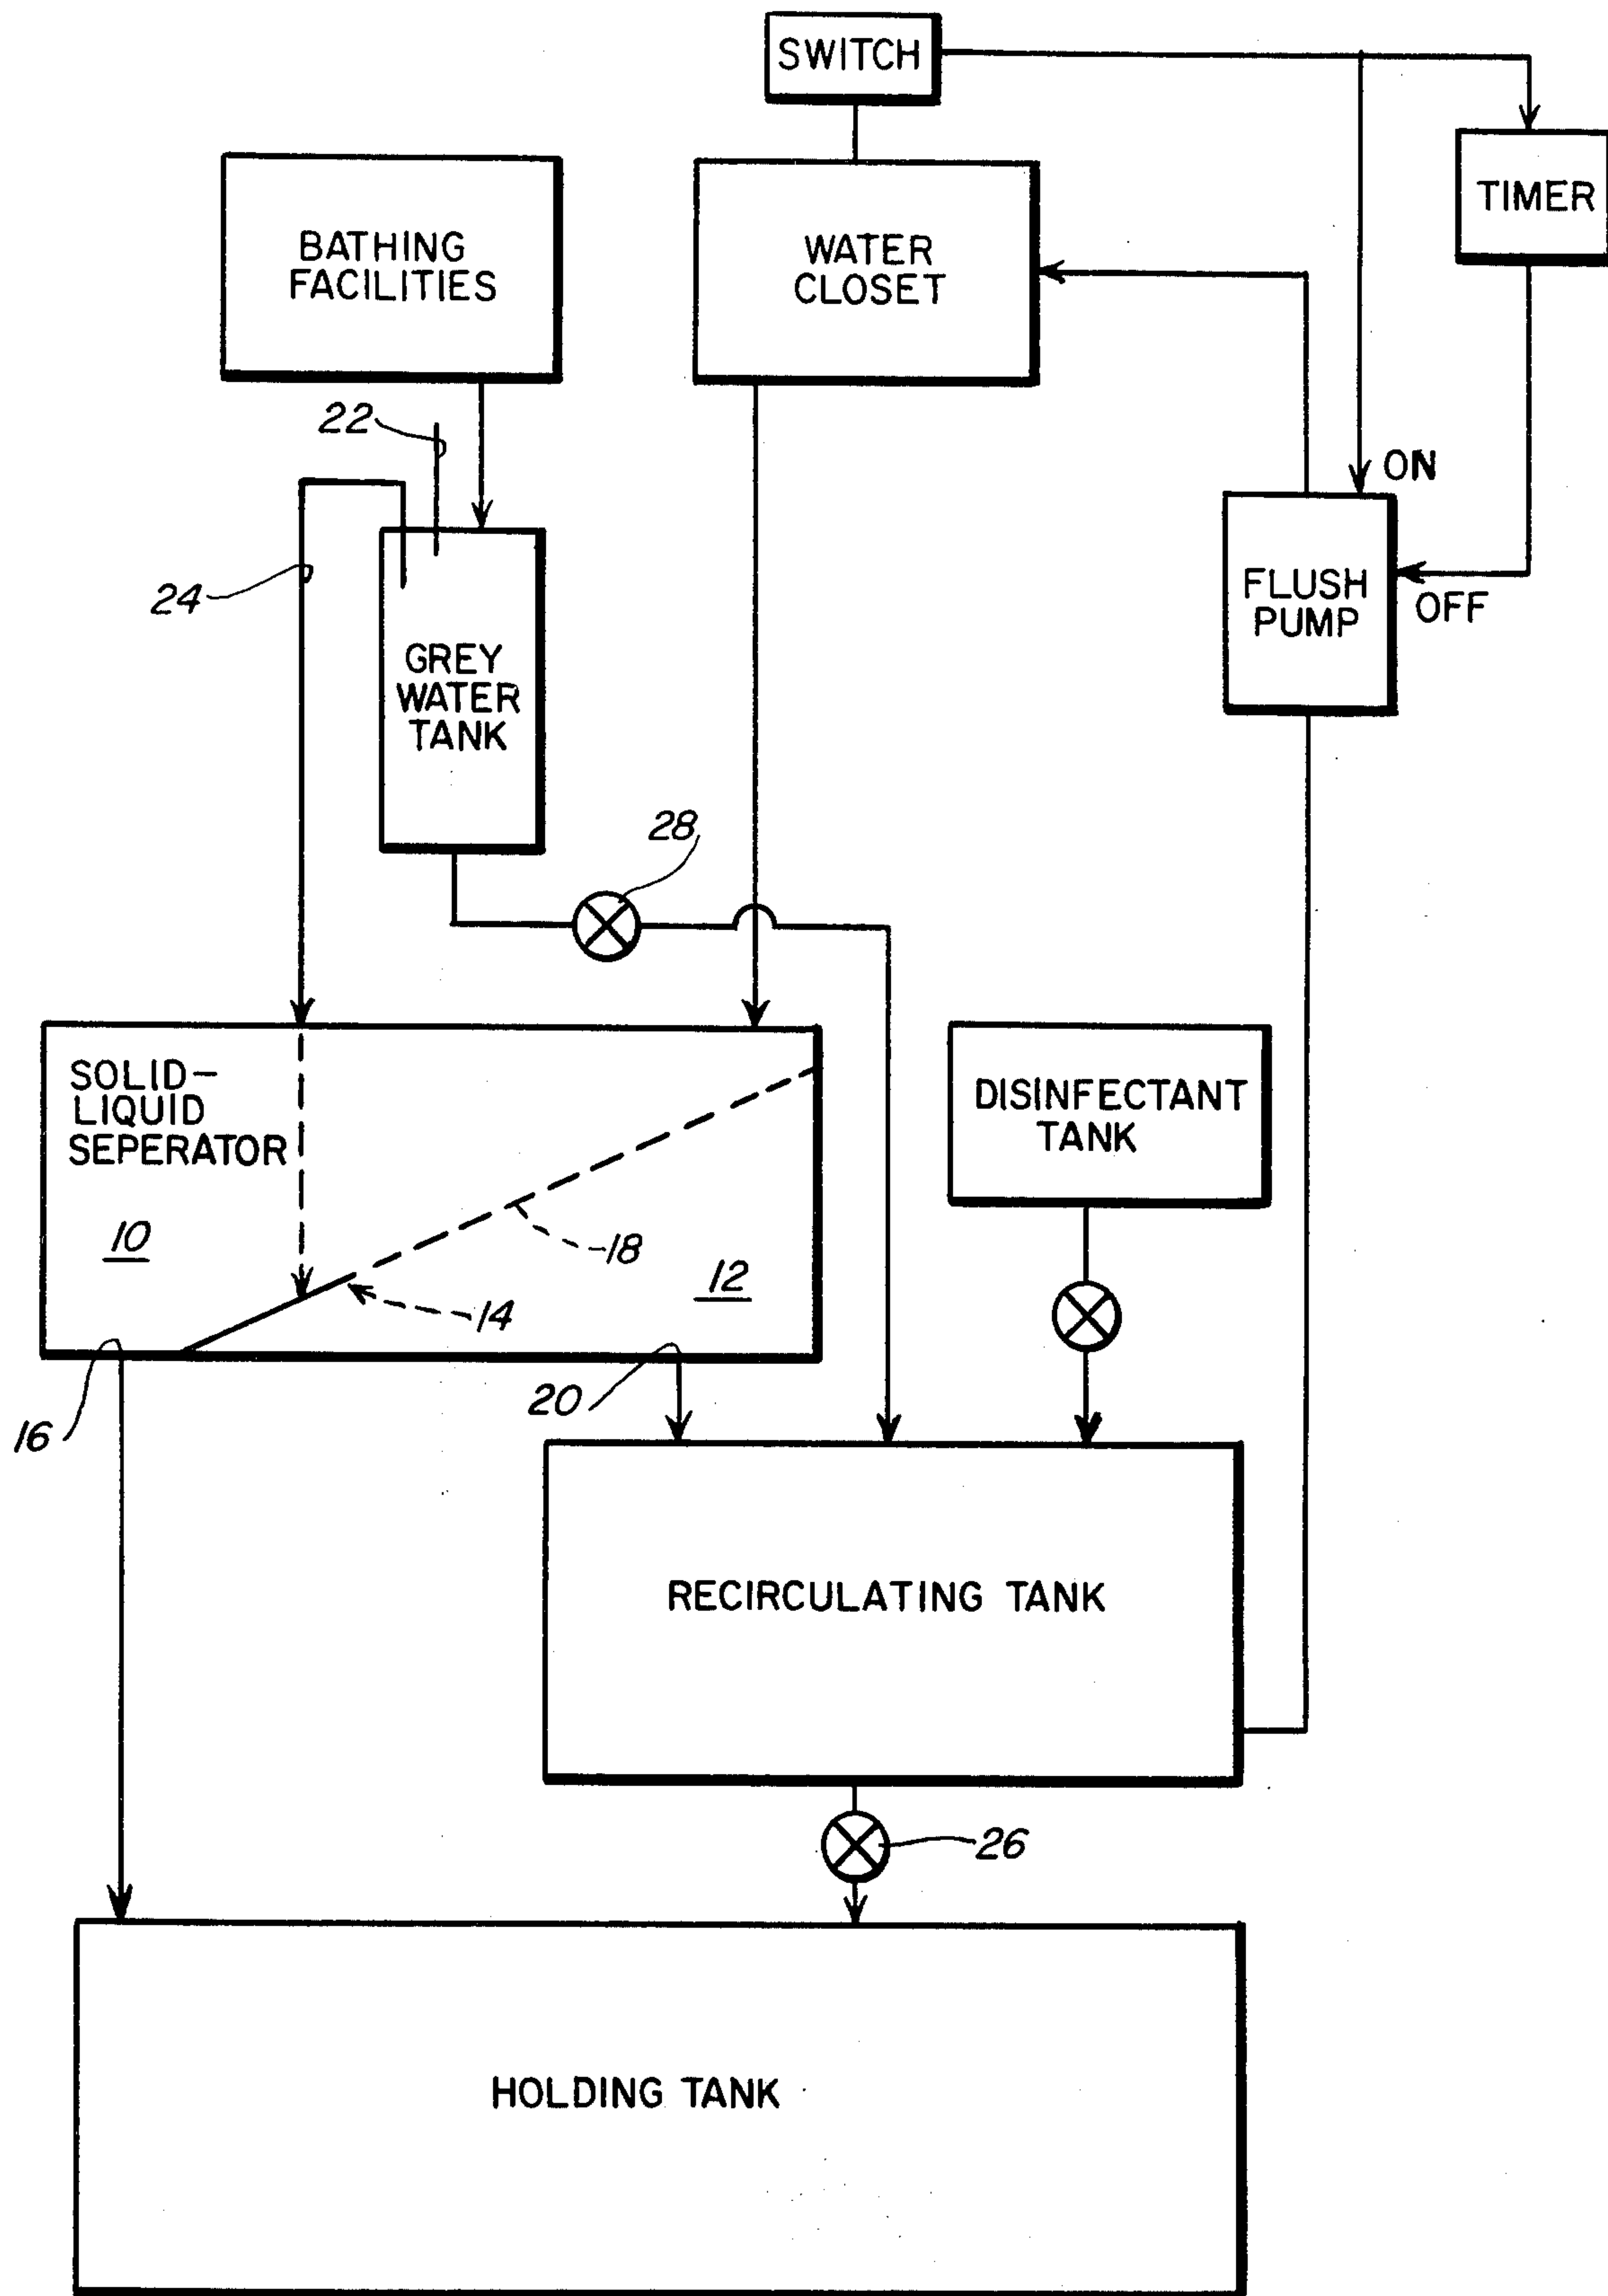 SWITCH
TIMER
BATHING
FACILITIES
WATER
CLOSET
22
ON
24
FLUSH
PUMP
OFF
GREY
WATER
TANK
28
SOLID-
LIQUID
SEPERATOR
DISINFECTANT
TANK
10
18
12
14
16
20
RECIRCULATING TANK
26
HOLDING TANK